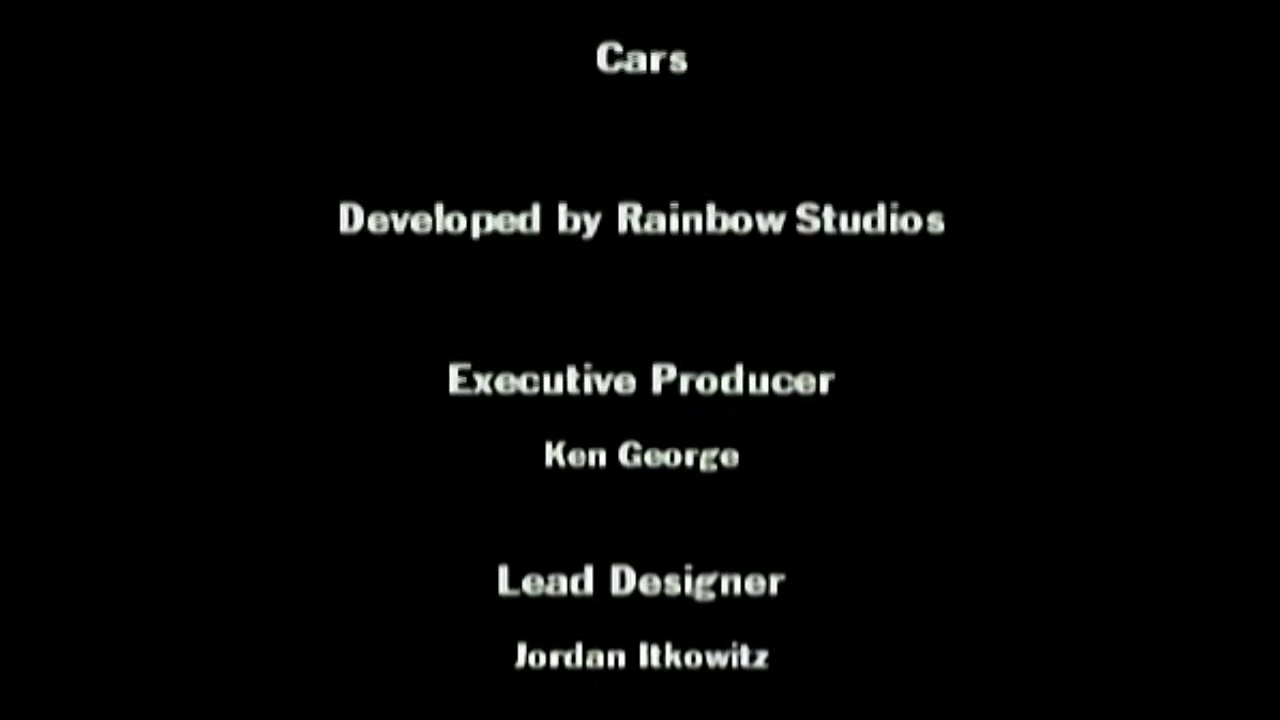 Cars
Developed by Rainbow Studios
Executive Producer
Ken George
Lead Designer
Jordan Itkowitz